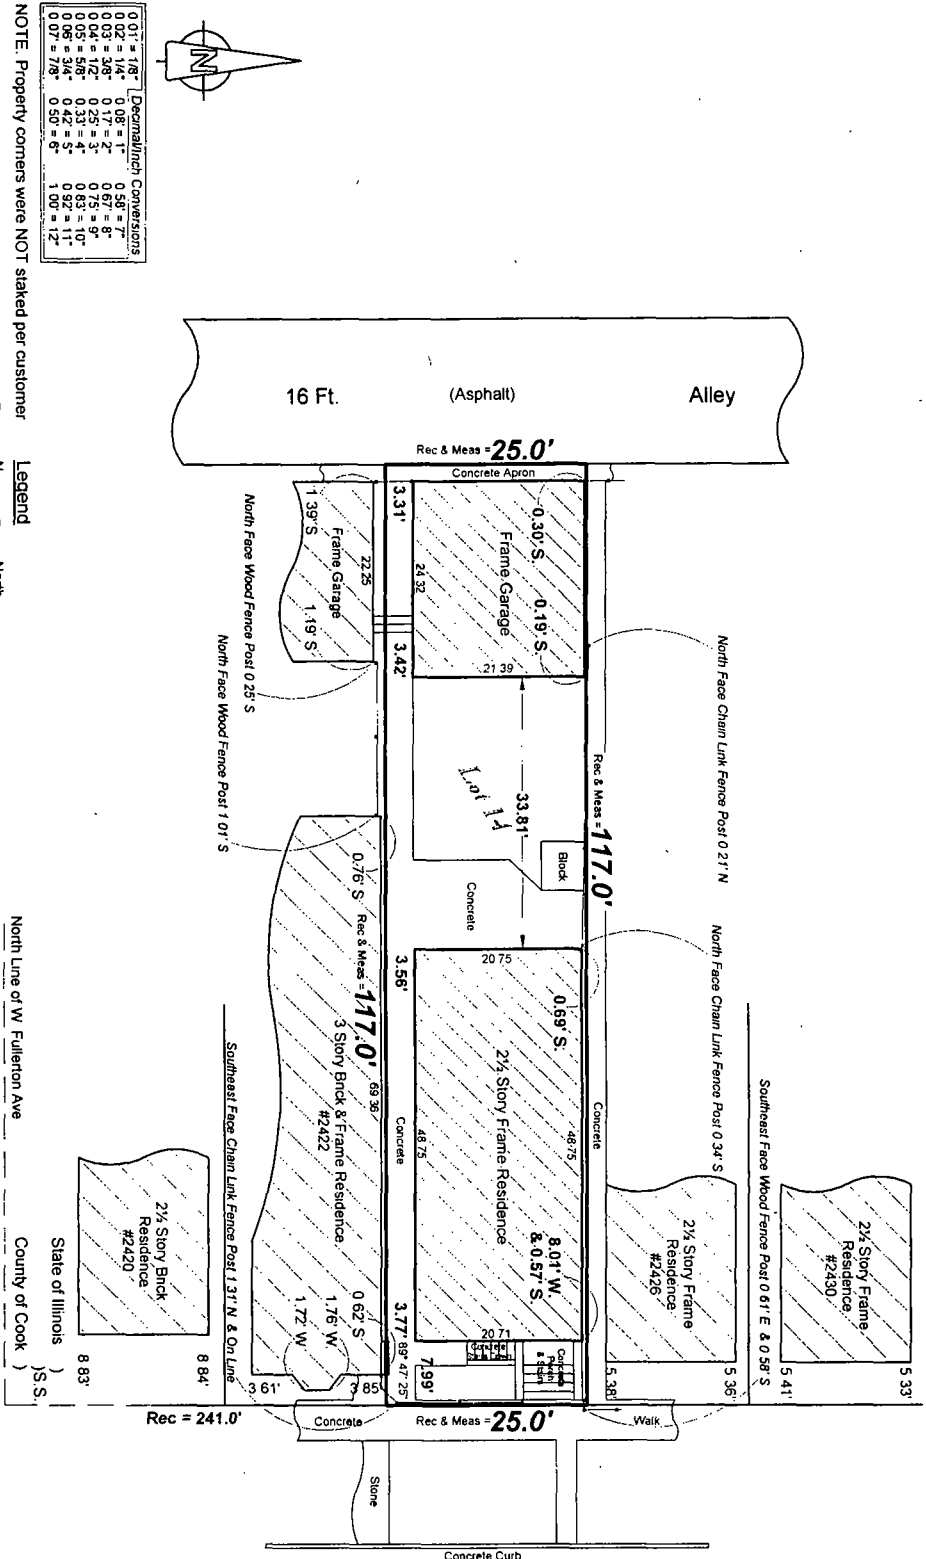 Decimal/Inch Conversions
0 01' = 1/8" 0 08' = 1" 0 58' = 7"
0 02' = 1/4" 0 17' = 2" 0 67' = 8"
0 03' = 3/8" 0 25' = 3" 0 75' = 9"
0 04' = 1/2" 0.33' = 4" 0 83' = 10"
0 05' = 5/8" 0 42' = 5" 0 92' = 11"
0 06' = 3/4" 0 50' = 6" 1 00' = 12"
0 07' = 7/8"
NOTE. Property corners were NOT staked per customer
N
Legend
16 Ft. (Asphalt) Alley
Rec & Meas = 25.0'
Concrete Apron
1 39' S
Frame Garage
1.19' S
22 25
3.31'
3.42'
24 32
0.30' S.
Frame Garage
0.19' S
21 39
North Face Wood Fence Post 0 25' S
North Face Wood Fence Post 1 01' S
North Face Chain Link Fence Post 0 21' N
North Face Chain Link Fence Post 0 34' S
Lot 14
33.81'
Rec & Meas = 117.0'
Block
Concrete
0.76' S
Rec & Meas = 117.0'
3 Story Brick & Frame Residence
#2422
69 36
3.56'
Concrete
20 75
0.69' S.
2½ Story Frame Residence
48 75
48 75
8.01' W.
& 0.57' S.
20 71
Concrete
Concrete Porch & Stairs
Concrete
7.99'
3.77'
89° 47' 25"
0 62' S
1.76' W
1.72' W
3 61'
3 85'
2½ Story Frame
Residence
#2426
5 38'
5 36'
Southeast Face Wood Fence Post 0 61' E & 0 58' S
2½ Story Frame
Residence
#2430
5 41'
5 33'
Southeast Face Chain Link Fence Post 1 31' N & On Line
2½ Story Brick
Residence
#2420
8 83'
8 84'
North Line of W Fullerton Ave
State of Illinois )
)S.S.
County of Cook )
Rec = 241.0'
Concrete
Rec & Meas = 25.0'
Walk
Stone
Concrete Curb